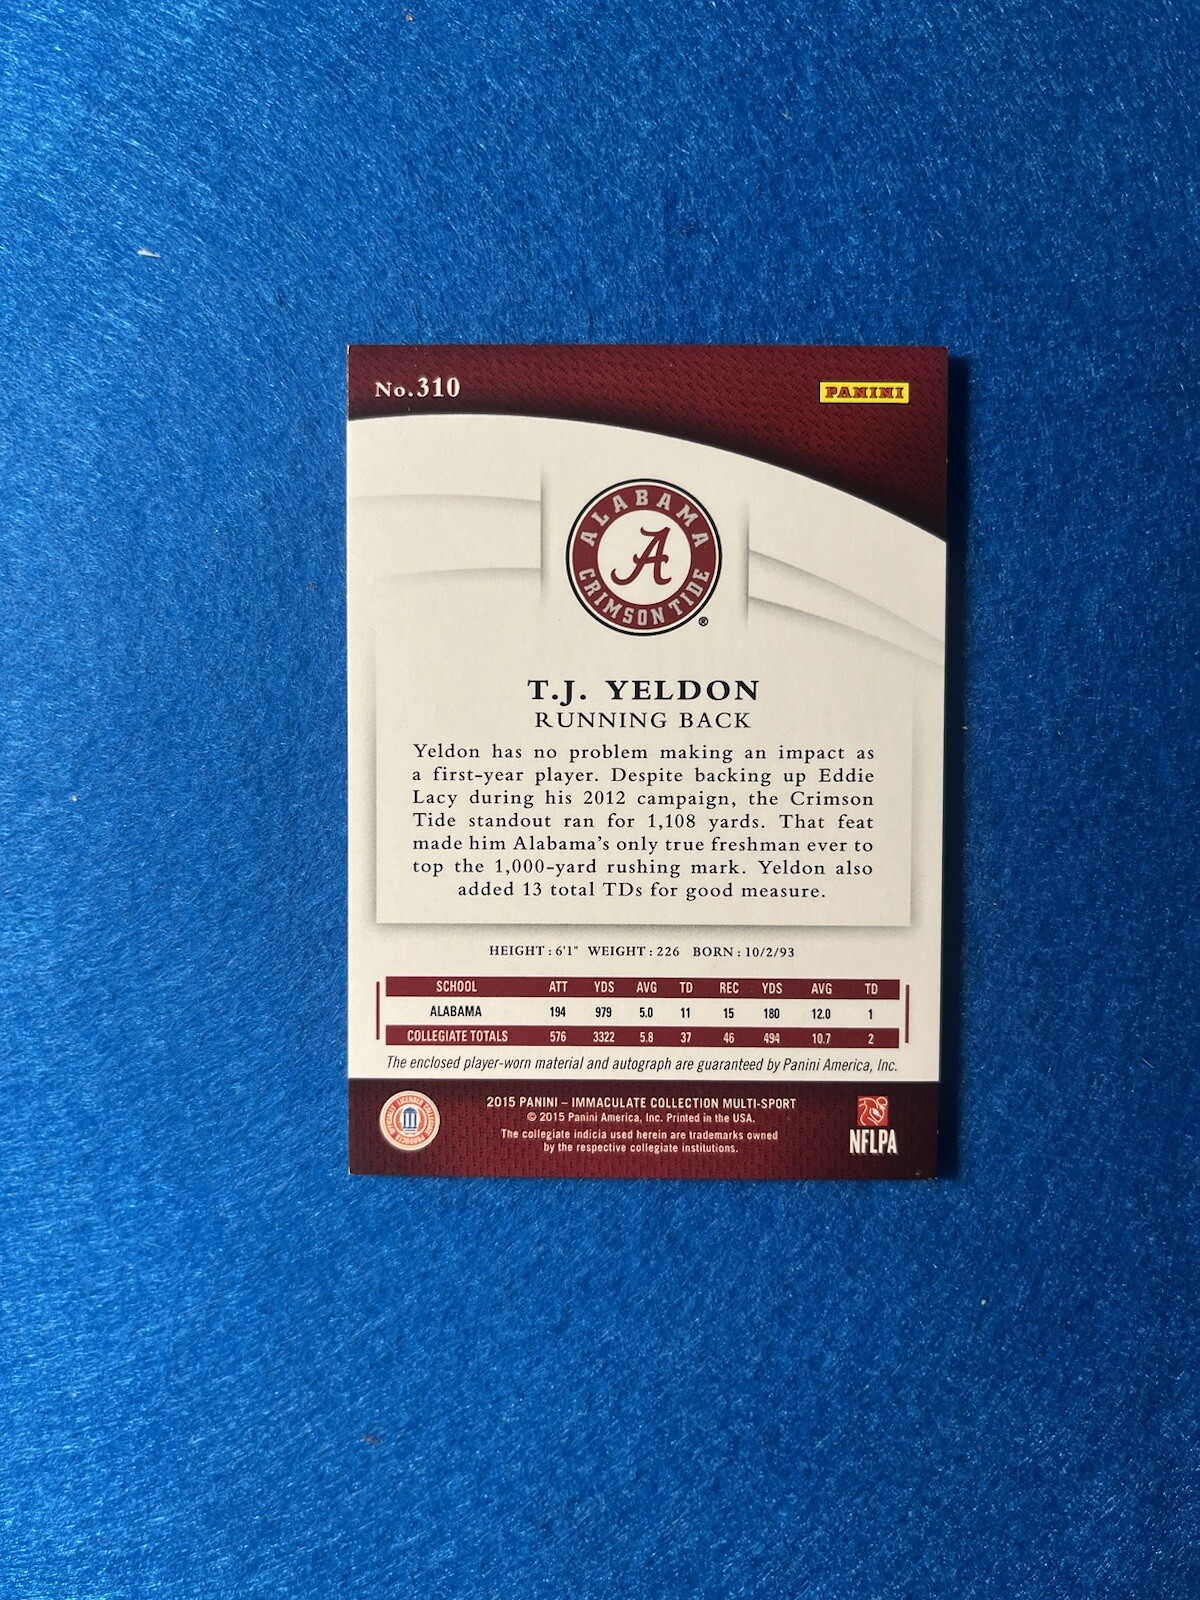 No.310
PANINI
ALABAMA
A
CRIMSON TIDE
®
T.J. YELDON
RUNNING BACK
Yeldon has no problem making an impact as
a first-year player. Despite backing up Eddie
Lacy during his 2012 campaign, the Crimson
Tide standout ran for 1,108 yards. That feat
made him Alabama's only true freshman ever to
top the 1,000-yard rushing mark. Yeldon also
added 13 total TDs for good measure.
HEIGHT : 6'1" WEIGHT : 226 BORN : 10/2/93
SCHOOL ATT YDS AVG TD REC YDS AVG TD
ALABAMA 194 979 5.0 11 15 180 12.0 1
COLLEGIATE TOTALS 576 3322 5.8 37 46 494 10.7 2
The enclosed player-worn material and autograph are guaranteed by Panini America, Inc.
2015 PANINI – IMMACULATE COLLECTION MULTI-SPORT
© 2015 Panini America, Inc. Printed in the USA.
The collegiate indicia used herein are trademarks owned
by the respective collegiate institutions.
OFFICIALLY LICENSED COLLEGIATE PRODUCTS
NFLPA